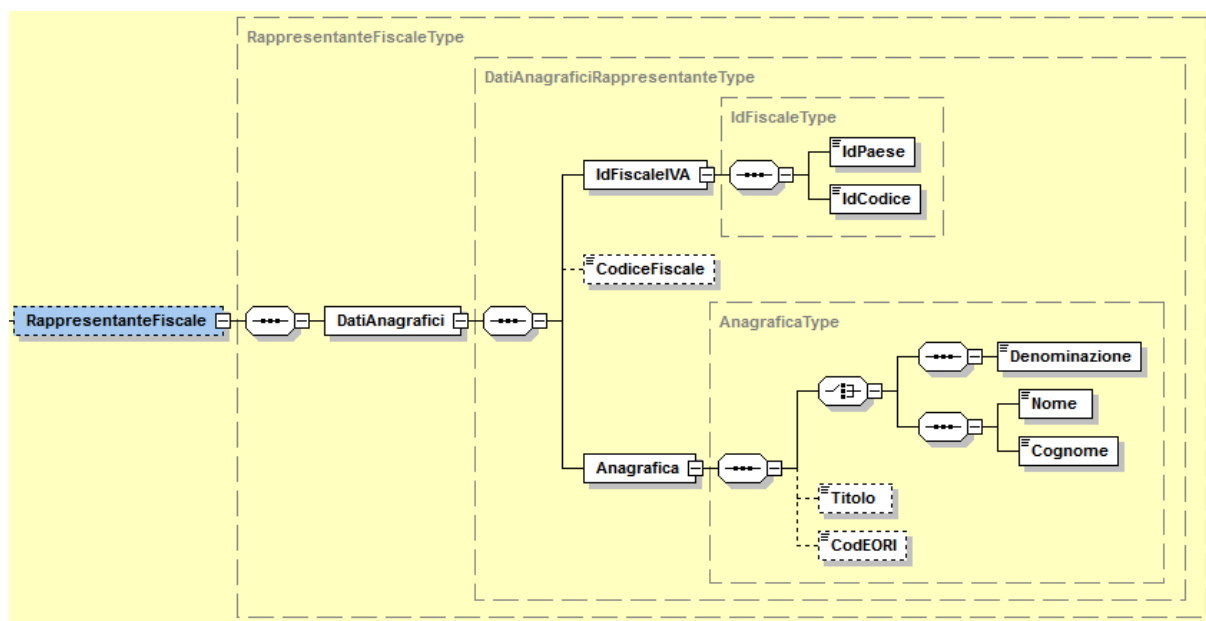 RappresentanteFiscaleType
DatiAnagraficiRappresentanteType
IdFiscaleType
IdPaese
IdFiscaleIVA
IdCodice
CodiceFiscale
RappresentanteFiscale
DatiAnagrafici
AnagraficaType
Denominazione
Nome
Cognome
Anagrafica
Titolo
CodEORI